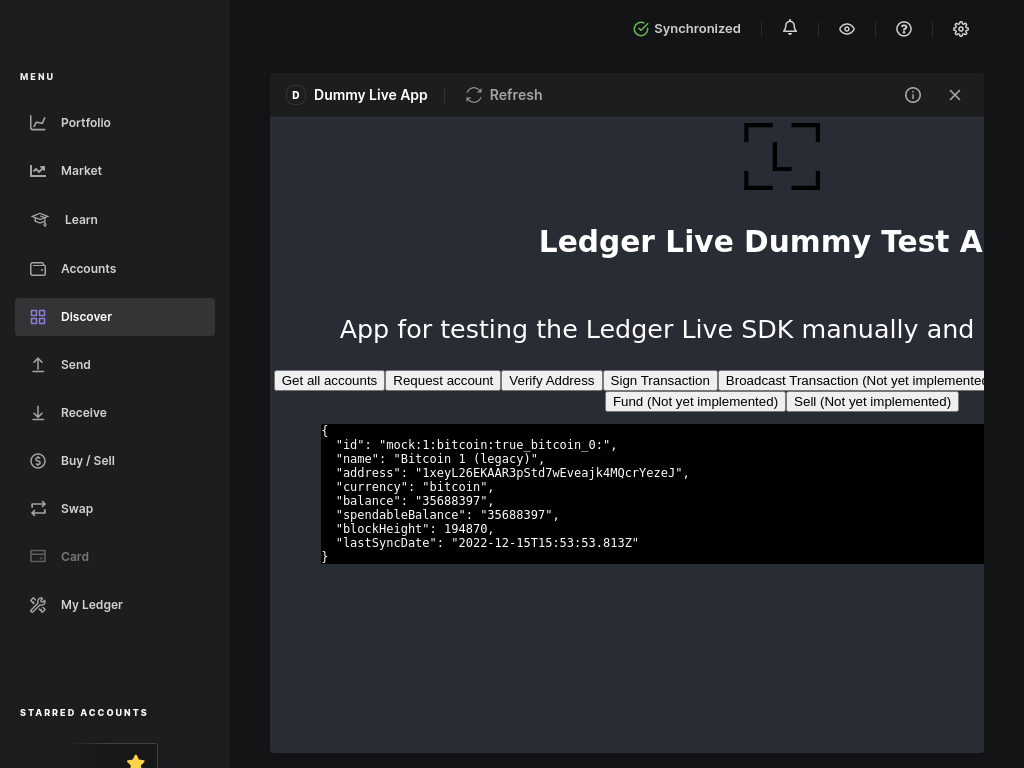 Synchronized
MENU
Portfolio
Market
Learn
Accounts
Discover
Send
Receive
Buy / Sell
Swap
Card
My Ledger
STARRED ACCOUNTS
D Dummy Live App
Refresh
L
Ledger Live Dummy Test A
App for testing the Ledger Live SDK manually and
Get all accounts Request account Verify Address Sign Transaction Broadcast Transaction (Not yet implemented
Fund (Not yet implemented) Sell (Not yet implemented)
{
"id": "mock:1:bitcoin:true_bitcoin_0:",
"name": "Bitcoin 1 (legacy)",
"address": "1xeyL26EKAAR3pStd7wEveajk4MQcrYezeJ",
"currency": "bitcoin",
"balance": "35688397",
"spendableBalance": "35688397",
"blockHeight": 194870,
"lastSyncDate": "2022-12-15T15:53:53.813Z"
}